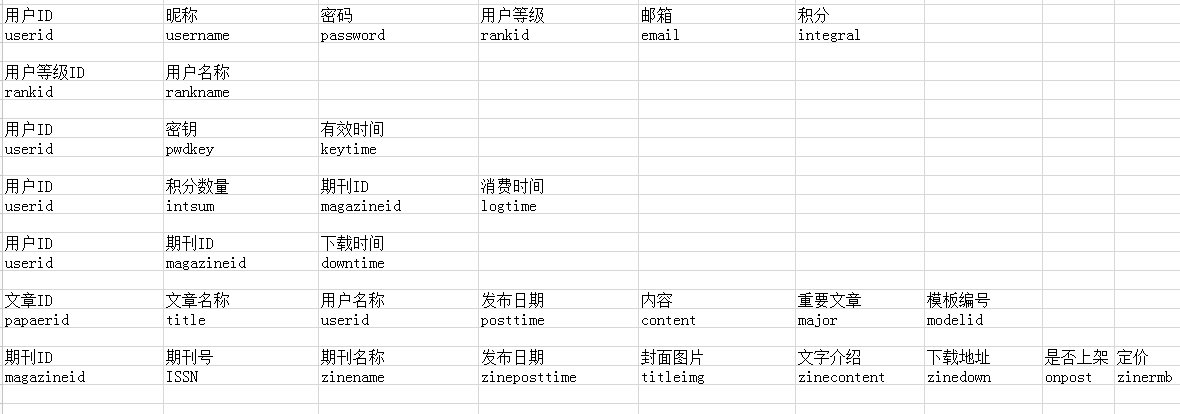 用户ID 昵称 密码 用户等级 邮箱 积分
userid username password rankid email integral
用户等级ID 用户名称
rankid rankname
用户ID 密钥 有效时间
userid pwdkey keytime
用户ID 积分数量 期刊ID 消费时间
userid intsum magazineid logtime
用户ID 期刊ID 下载时间
userid magazineid downtime
文章ID 文章名称 用户名称 发布日期 内容 重要文章 模板编号
papaerid title userid posttime content major modelid
期刊ID 期刊号 期刊名称 发布日期 封面图片 文字介绍 下载地址 是否上架 定价
magazineid ISSN zinename zineposttime titleimg zinecontent zinedown onpost zinermb